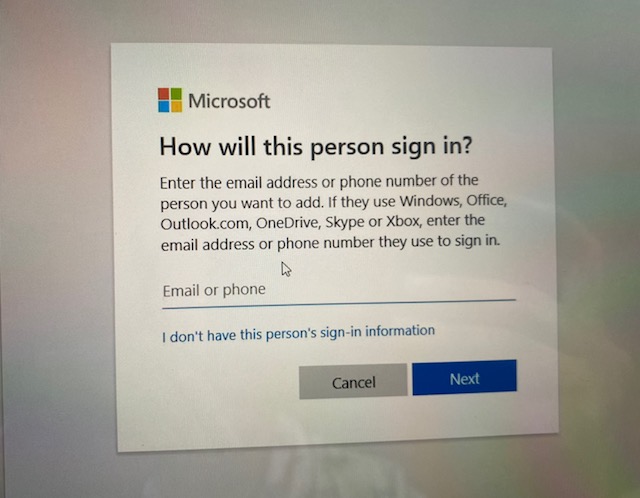 Microsoft
How will this person sign in?
Enter the email address or phone number of the
person you want to add. If they use Windows, Office,
Outlook.com, OneDrive, Skype or Xbox, enter the
email address or phone number they use to sign in.
Email or phone
I don't have this person's sign-in information
Cancel
Next